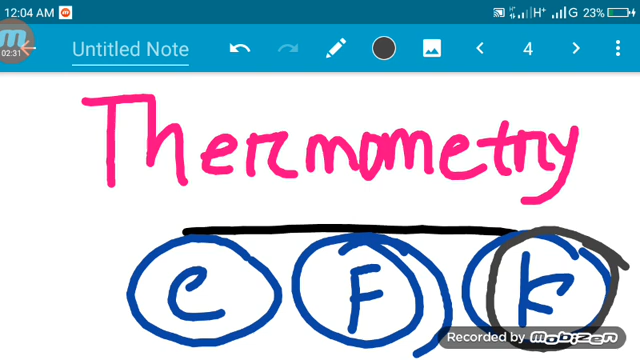 12:04 AM H+ G 23%
02:31 Untitled Note 4
Thermometry
C F K
Recorded by mobizen